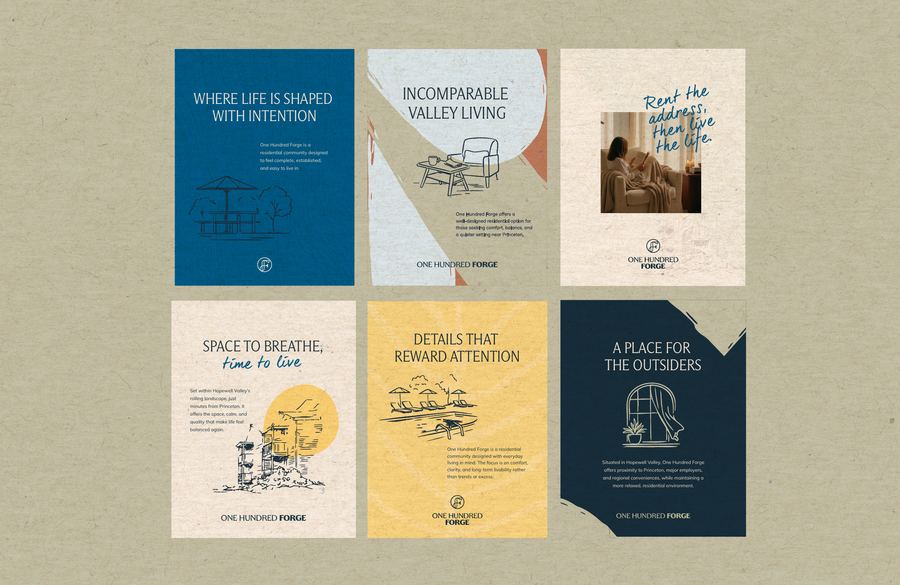 WHERE LIFE IS SHAPED
WITH INTENTION
One Hundred Forge is a
residential community designed
to feel complete, established,
and easy to live in
INCOMPARABLE
VALLEY LIVING
One Hundred Forge offers a
well-designed residential option for
those seeking comfort, balance, and
a quieter setting near Princeton.
ONE HUNDRED FORGE
Rent the
address,
then live
the life.
ONE HUNDRED
FORGE
SPACE TO BREATHE,
time to live
Set within Hopewell Valley's
rolling landscape, just
minutes from Princeton, it
offers the space, calm, and
quality that make life feel
balanced again.
ONE HUNDRED FORGE
DETAILS THAT
REWARD ATTENTION
One Hundred Forge is a residential
community designed with everyday
living in mind. The focus is on comfort,
clarity, and long-term livability rather
than trends or excess.
ONE HUNDRED
FORGE
A PLACE FOR
THE OUTSIDERS
Situated in Hopewell Valley, One Hundred Forge
offers proximity to Princeton, major employers,
and regional conveniences, while maintaining a
more relaxed, residential environment.
ONE HUNDRED FORGE